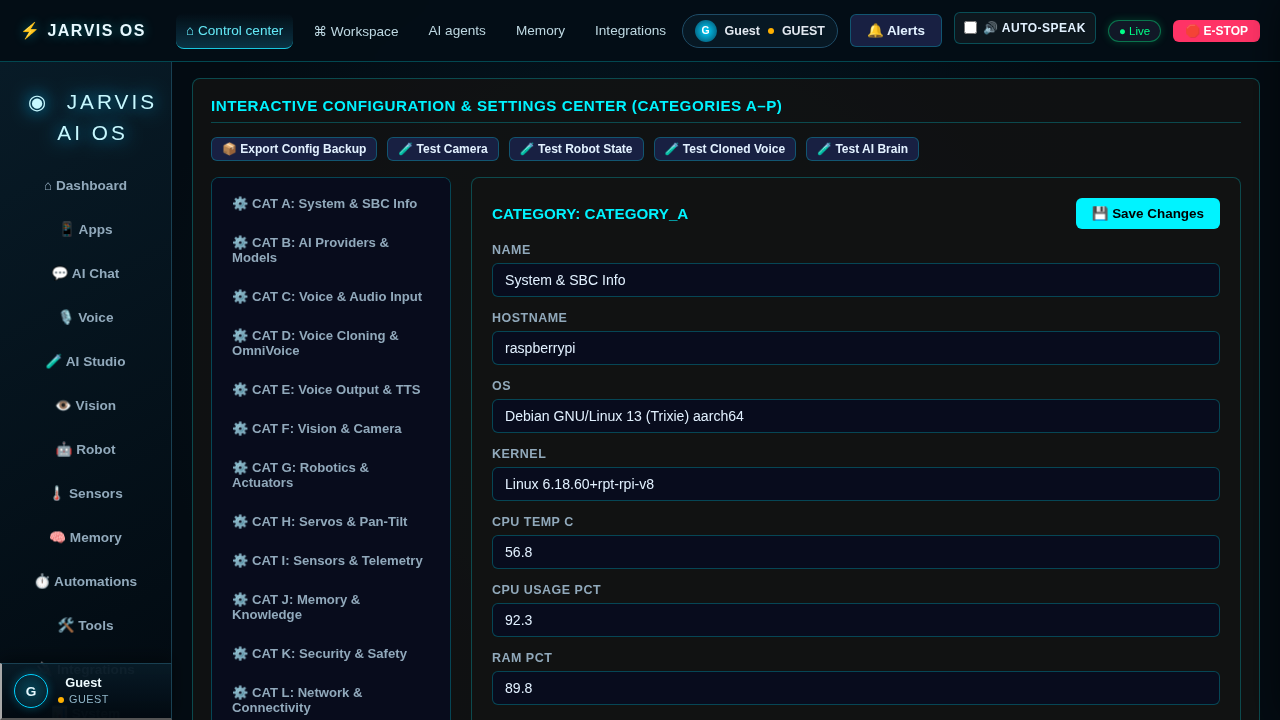 ⚡ JARVIS OS
⌂ Control center
⌘ Workspace
AI agents
Memory
Integrations
G Guest GUEST
🔔 Alerts
🔊 AUTO-SPEAK
● Live
🛑 E-STOP
◉ JARVIS
AI OS
⌂ Dashboard
📱 Apps
💬 AI Chat
🎙️ Voice
🧪 AI Studio
👁️ Vision
🤖 Robot
🌡️ Sensors
🧠 Memory
⏱️ Automations
🛠️ Tools
Integrations
G
Guest
GUEST
INTERACTIVE CONFIGURATION & SETTINGS CENTER (CATEGORIES A–P)
📦 Export Config Backup
🧪 Test Camera
🧪 Test Robot State
🧪 Test Cloned Voice
🧪 Test AI Brain
⚙️ CAT A: System & SBC Info
⚙️ CAT B: AI Providers &
Models
⚙️ CAT C: Voice & Audio Input
⚙️ CAT D: Voice Cloning &
OmniVoice
⚙️ CAT E: Voice Output & TTS
⚙️ CAT F: Vision & Camera
⚙️ CAT G: Robotics &
Actuators
⚙️ CAT H: Servos & Pan-Tilt
⚙️ CAT I: Sensors & Telemetry
⚙️ CAT J: Memory &
Knowledge
⚙️ CAT K: Security & Safety
⚙️ CAT L: Network &
Connectivity
CATEGORY: CATEGORY_A
💾 Save Changes
NAME
System & SBC Info
HOSTNAME
raspberrypi
OS
Debian GNU/Linux 13 (Trixie) aarch64
KERNEL
Linux 6.18.60+rpt-rpi-v8
CPU TEMP C
56.8
CPU USAGE PCT
92.3
RAM PCT
89.8